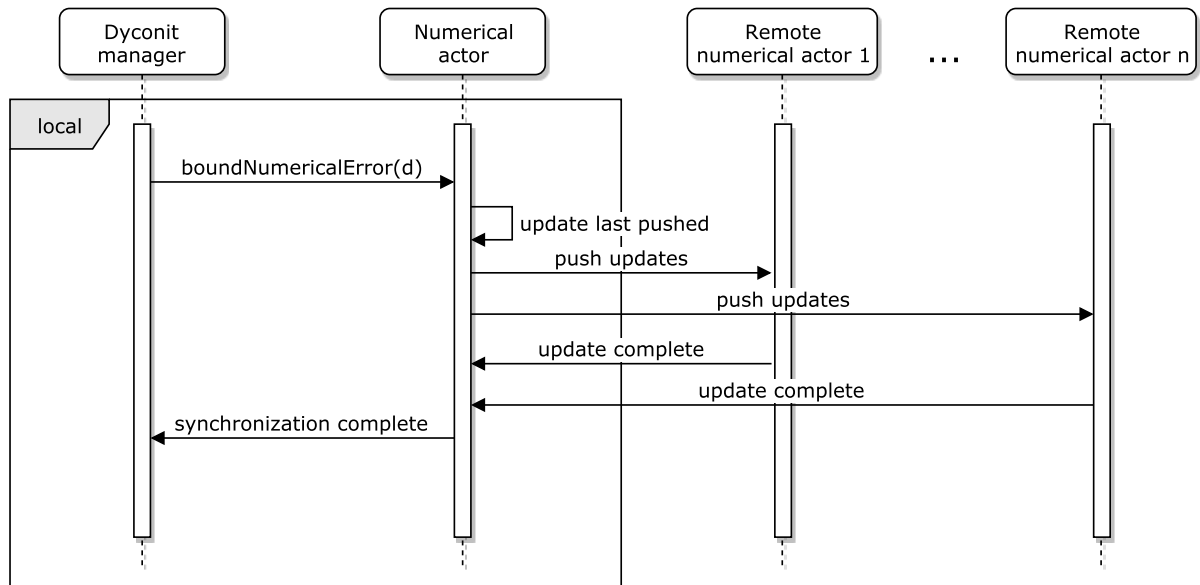 Dyconit
manager
Numerical
actor
Remote
numerical actor 1
...
Remote
numerical actor n
local
boundNumericalError(d)
update last pushed
push updates
push updates
update complete
update complete
synchronization complete